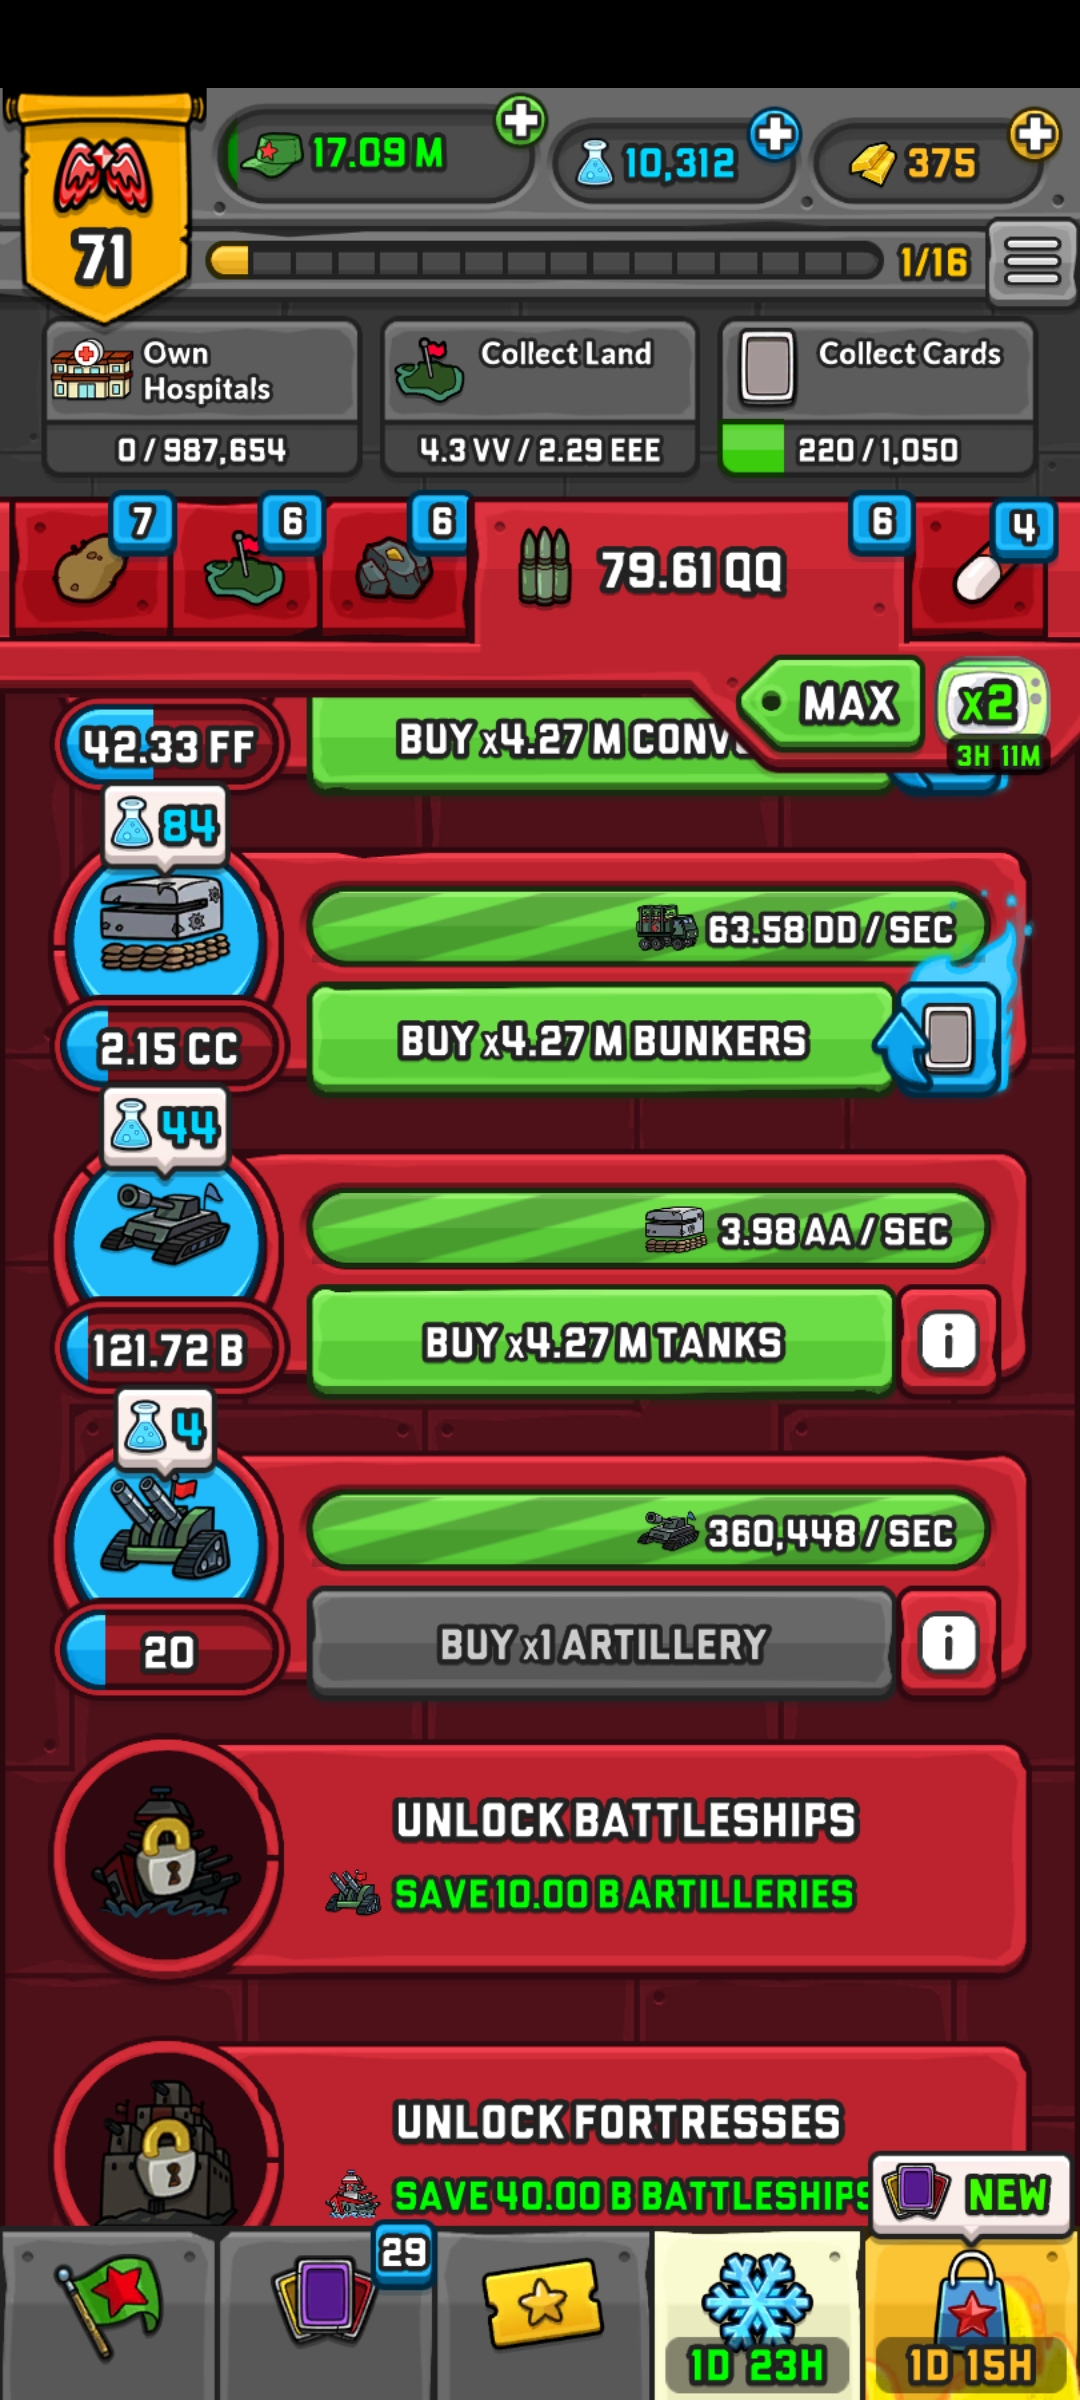 17.09 M
10,312
375
71
1/16
Own
Hospitals
Collect Land
Collect Cards
0 / 987,654
4.3 VV / 2.29 EEE
220 / 1,050
7
6
6
79.61 QQ
6
4
MAX
x2
3H 11M
42.33 FF
BUY x4.27 M CONV
84
63.58 DD / SEC
2.15 CC
BUY x4.27 M BUNKERS
44
3.98 AA / SEC
121.72 B
BUY x4.27 M TANKS
i
4
360,448 / SEC
20
BUY x1 ARTILLERY
i
UNLOCK BATTLESHIPS
SAVE 10.00 B ARTILLERIES
UNLOCK FORTRESSES
SAVE 40.00 B BATTLESHIPS
NEW
29
1D 23H
1D 15H